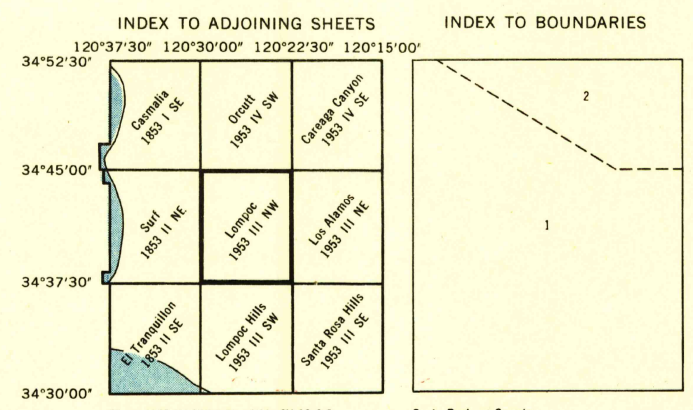 INDEX TO ADJOINING SHEETS
120°37'30" 120°30'00" 120°22'30" 120°15'00"
34°52'30"
Casmalia
1853 I SE
Orcutt
1953 IV SW
Careaga Canyon
1953 IV SE
34°45'00"
Surf
1853 II NE
Lompoc
1953 III NW
Los Alamos
1953 III NE
34°37'30"
El Tranquillon
1853 II SE
Lompoc Hills
1953 III SW
Santa Rosa Hills
1953 III SE
34°30'00"
INDEX TO BOUNDARIES
2
1